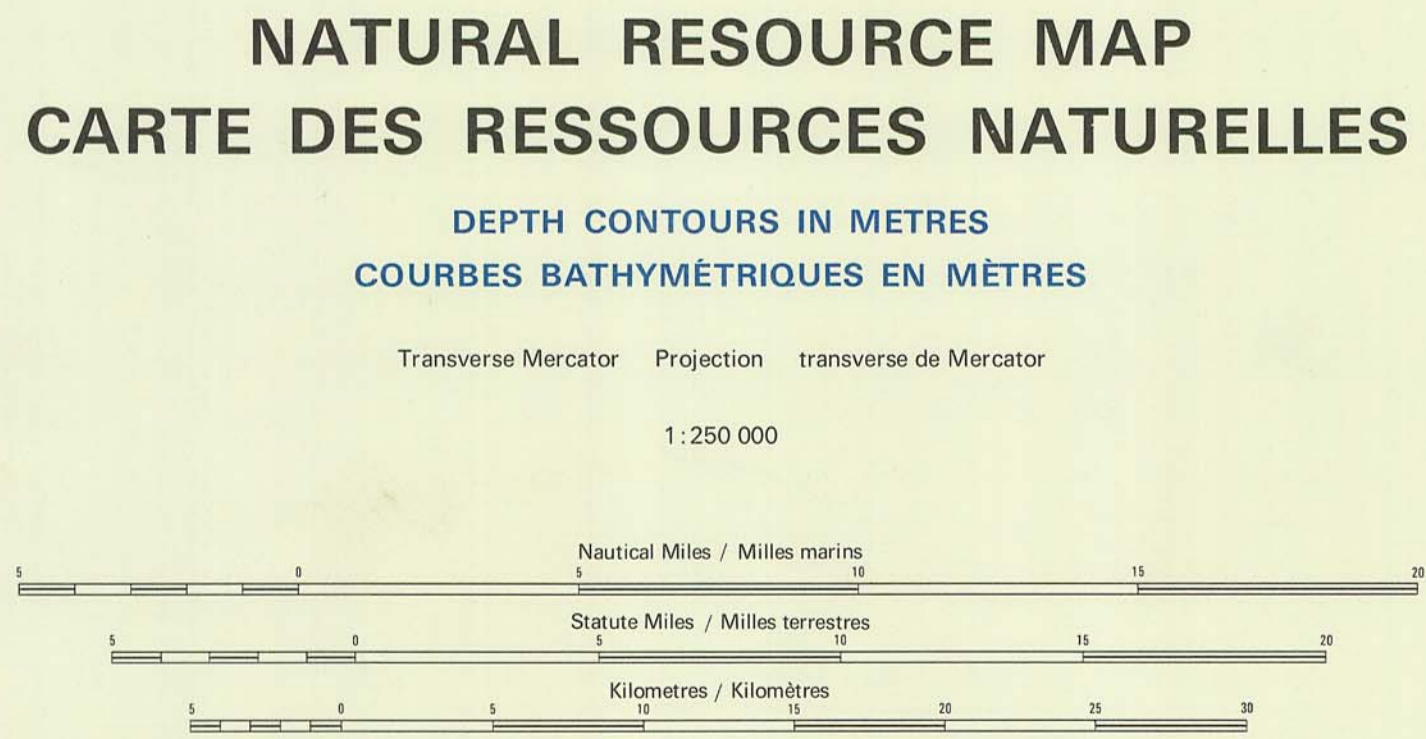 NATURAL RESOURCE MAP
CARTE DES RESSOURCES NATURELLES
DEPTH CONTOURS IN METRES
COURBES BATHYMÉTRIQUES EN MÈTRES
Transverse Mercator Projection transverse de Mercator
1:250 000
Nautical Miles / Milles marins
5 0 5 10 15 20
Statute Miles / Milles terrestres
5 0 5 10 15 20
Kilometres / Kilomètres
5 0 5 10 15 20 25 30